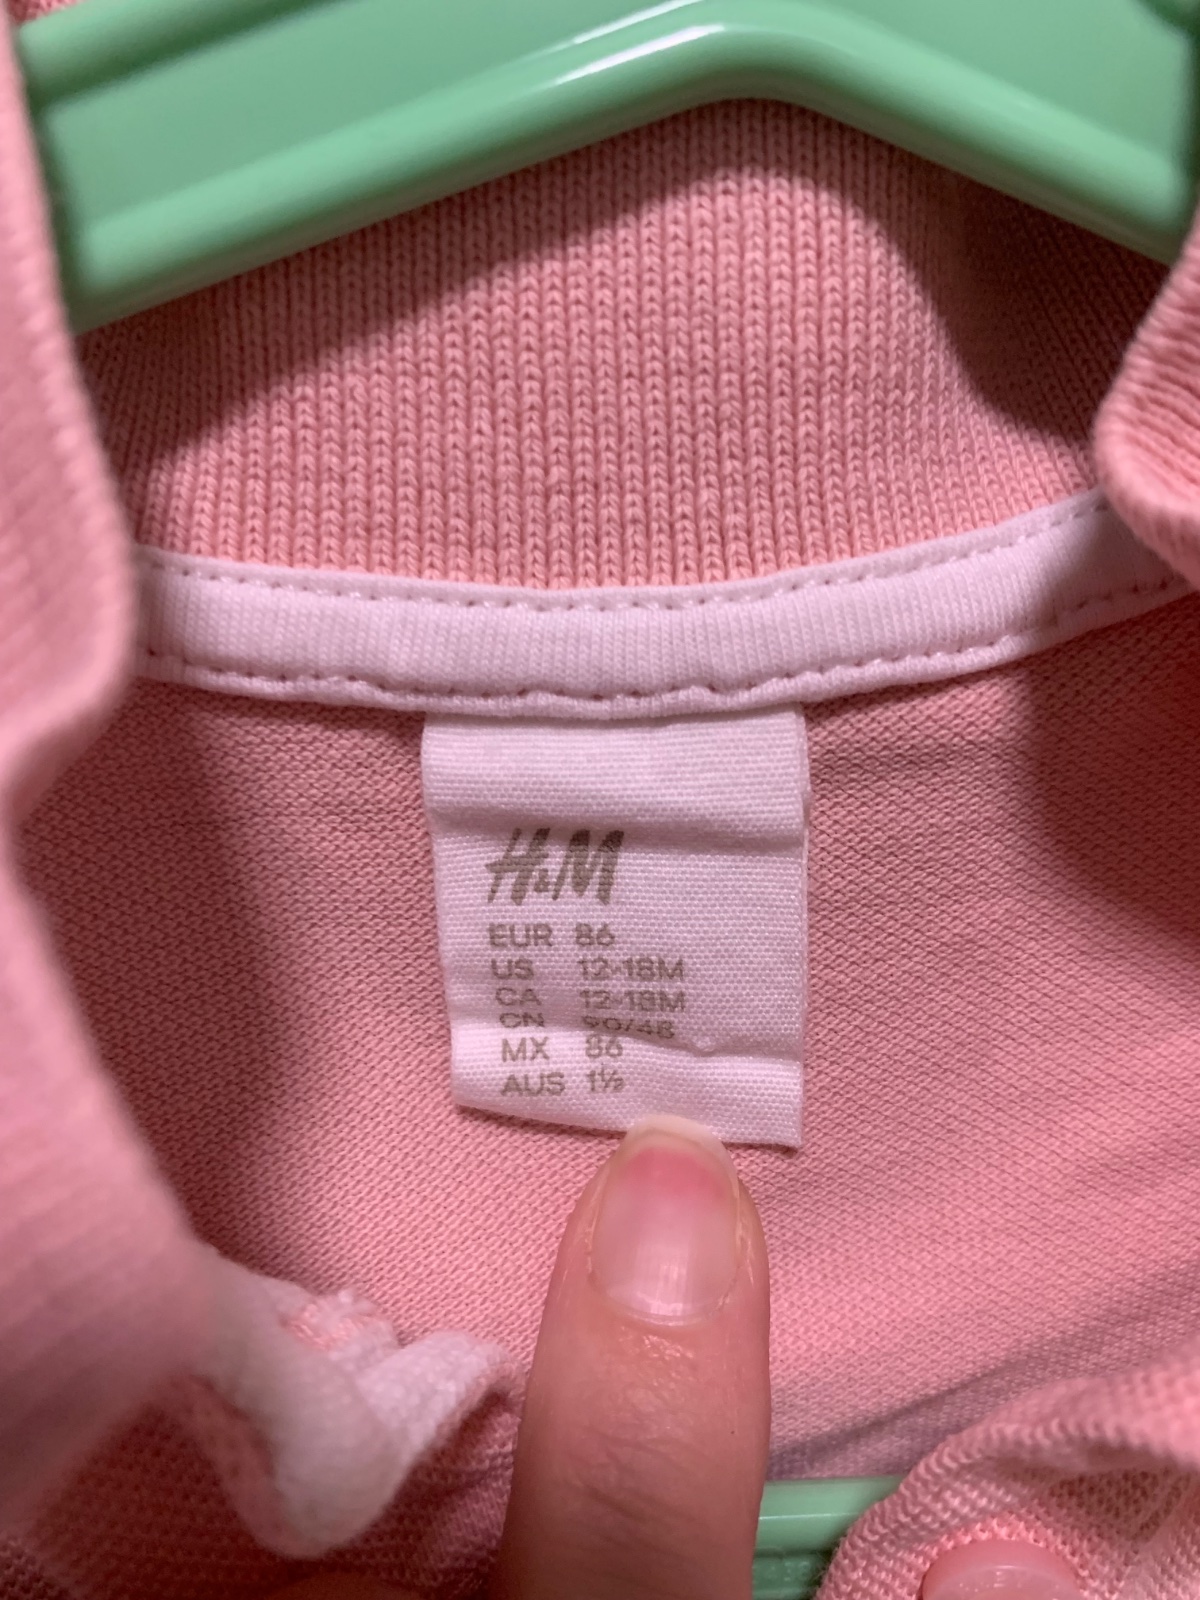 H&M
EUR 86
US 12-18M
CA 12-18M
CN 90/48
MX 86
AUS 1½